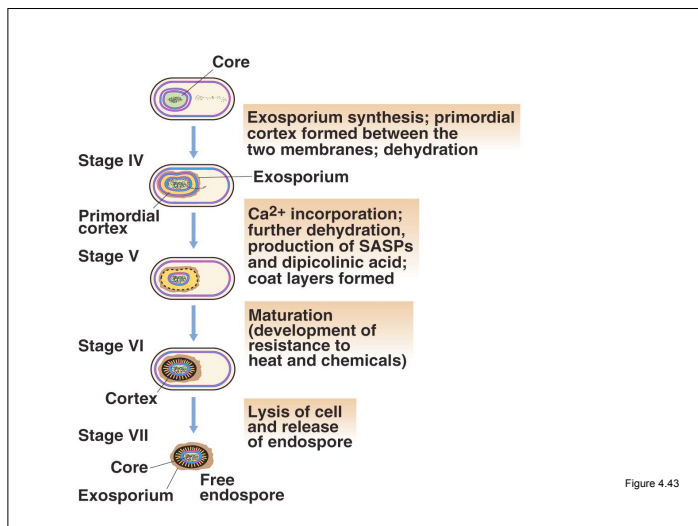 Core
Exosporium synthesis; primordial
cortex formed between the
two membranes; dehydration
Stage IV
Exosporium
Primordial
cortex
Ca2+ incorporation;
further dehydration,
production of SASPs
and dipicolinic acid;
coat layers formed
Stage V
Maturation
(development of
resistance to
heat and chemicals)
Stage VI
Cortex
Lysis of cell
and release
of endospore
Stage VII
Core
Exosporium
Free
endospore
Figure 4.43